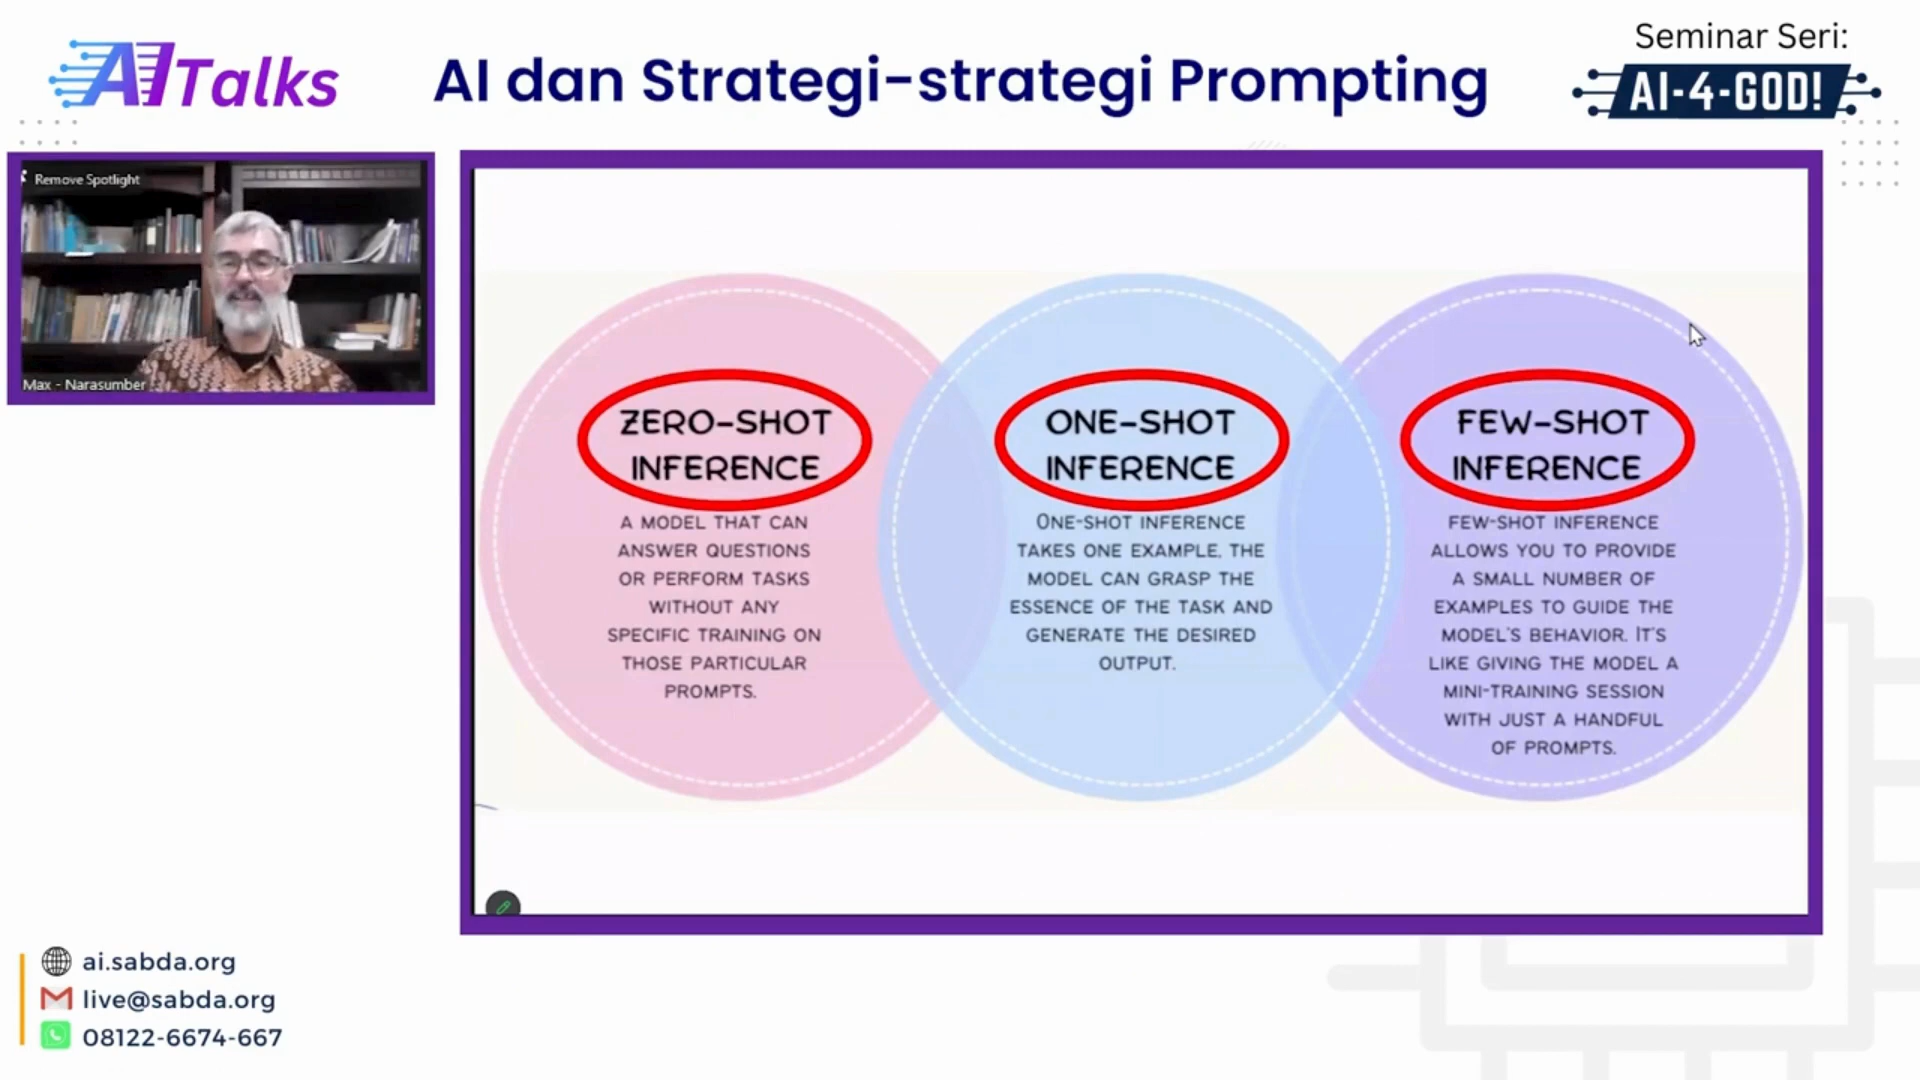 AI Talks
AI dan Strategi-strategi Prompting
Seminar Seri:
AI-4-GOD!
Remove Spotlight
Max - Narasumber
ZERO-SHOT
INFERENCE
A MODEL THAT CAN
ANSWER QUESTIONS
OR PERFORM TASKS
WITHOUT ANY
SPECIFIC TRAINING ON
THOSE PARTICULAR
PROMPTS.
ONE-SHOT
INFERENCE
ONE-SHOT INFERENCE
TAKES ONE EXAMPLE, THE
MODEL CAN GRASP THE
ESSENCE OF THE TASK AND
GENERATE THE DESIRED
OUTPUT.
FEW-SHOT
INFERENCE
FEW-SHOT INFERENCE
ALLOWS YOU TO PROVIDE
A SMALL NUMBER OF
EXAMPLES TO GUIDE THE
MODEL'S BEHAVIOR. IT'S
LIKE GIVING THE MODEL A
MINI-TRAINING SESSION
WITH JUST A HANDFUL
OF PROMPTS.
ai.sabda.org
live@sabda.org
08122-6674-667